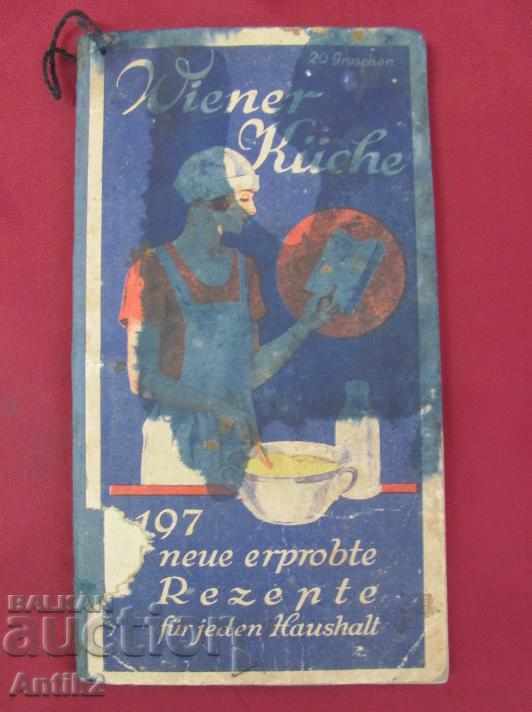 20 Groschen
Wiener
Küche
197
neue erprobte
Rezepte
für jeden Haushalt
BALKAN
auction
Antikz